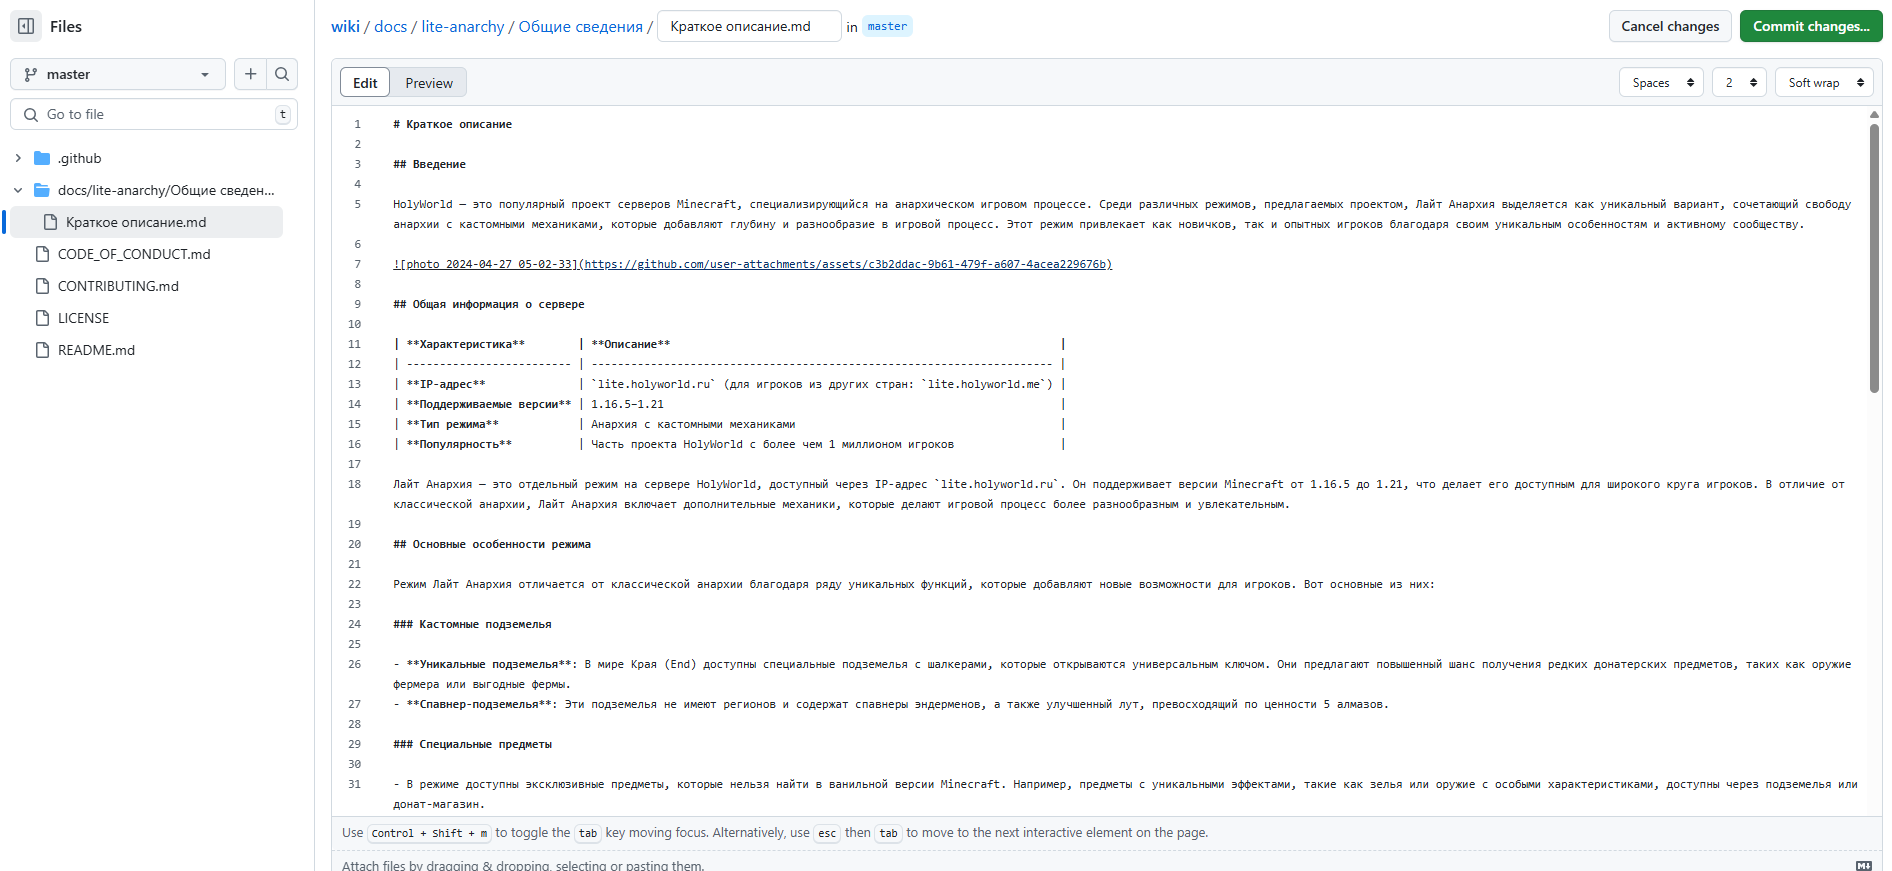 Files
master
Go to file
t
.github
docs/lite-anarchy/Общие сведен...
Краткое описание.md
CODE_OF_CONDUCT.md
CONTRIBUTING.md
LICENSE
README.md
wiki / docs / lite-anarchy / Общие сведения / Краткое описание.md in master
Cancel changes
Commit changes...
Edit
Preview
Spaces
2
Soft wrap
1 # Краткое описание
2
3 ## Введение
4
5 HolyWorld — это популярный проект серверов Minecraft, специализирующийся на анархическом игровом процессе. Среди различных режимов, предлагаемых проектом, Лайт Анархия выделяется как уникальный вариант, сочетающий свободу
анархии с кастомными механиками, которые добавляют глубину и разнообразие в игровой процесс. Этот режим привлекает как новичков, так и опытных игроков благодаря своим уникальным особенностям и активному сообществу.
6
7 ![photo_2024-04-27_05-02-33](https://github.com/user-attachments/assets/c3b2ddac-9b61-479f-a607-4acea229676b)
8
9 ## Общая информация о сервере
10
11 | **Характеристика** | **Описание** |
12 | ------------------------- | ---------------------------------------------------------------------- |
13 | **IP-адрес** | `lite.holyworld.ru` (для игроков из других стран: `lite.holyworld.me`) |
14 | **Поддерживаемые версии** | 1.16.5–1.21 |
15 | **Тип режима** | Анархия с кастомными механиками |
16 | **Популярность** | Часть проекта HolyWorld с более чем 1 миллионом игроков |
17
18 Лайт Анархия — это отдельный режим на сервере HolyWorld, доступный через IP-адрес `lite.holyworld.ru`. Он поддерживает версии Minecraft от 1.16.5 до 1.21, что делает его доступным для широкого круга игроков. В отличие от
классической анархии, Лайт Анархия включает дополнительные механики, которые делают игровой процесс более разнообразным и увлекательным.
19
20 ## Основные особенности режима
21
22 Режим Лайт Анархия отличается от классической анархии благодаря ряду уникальных функций, которые добавляют новые возможности для игроков. Вот основные из них:
23
24 ### Кастомные подземелья
25
26 - **Уникальные подземелья**: В мире Края (End) доступны специальные подземелья с шалкерами, которые открываются универсальным ключом. Они предлагают повышенный шанс получения редких донатерских предметов, таких как оружие
фермера или выгодные фермы.
27 - **Спавнер-подземелья**: Эти подземелья не имеют регионов и содержат спавнеры эндерменов, а также улучшенный лут, превосходящий по ценности 5 алмазов.
28
29 ### Специальные предметы
30
31 - В режиме доступны эксклюзивные предметы, которые нельзя найти в ванильной версии Minecraft. Например, предметы с уникальными эффектами, такие как зелья или оружие с особыми характеристиками, доступны через подземелья или
донат-магазин.
Use Control + Shift + m to toggle the tab key moving focus. Alternatively, use esc then tab to move to the next interactive element on the page.
Attach files by dragging & dropping, selecting or pasting them.